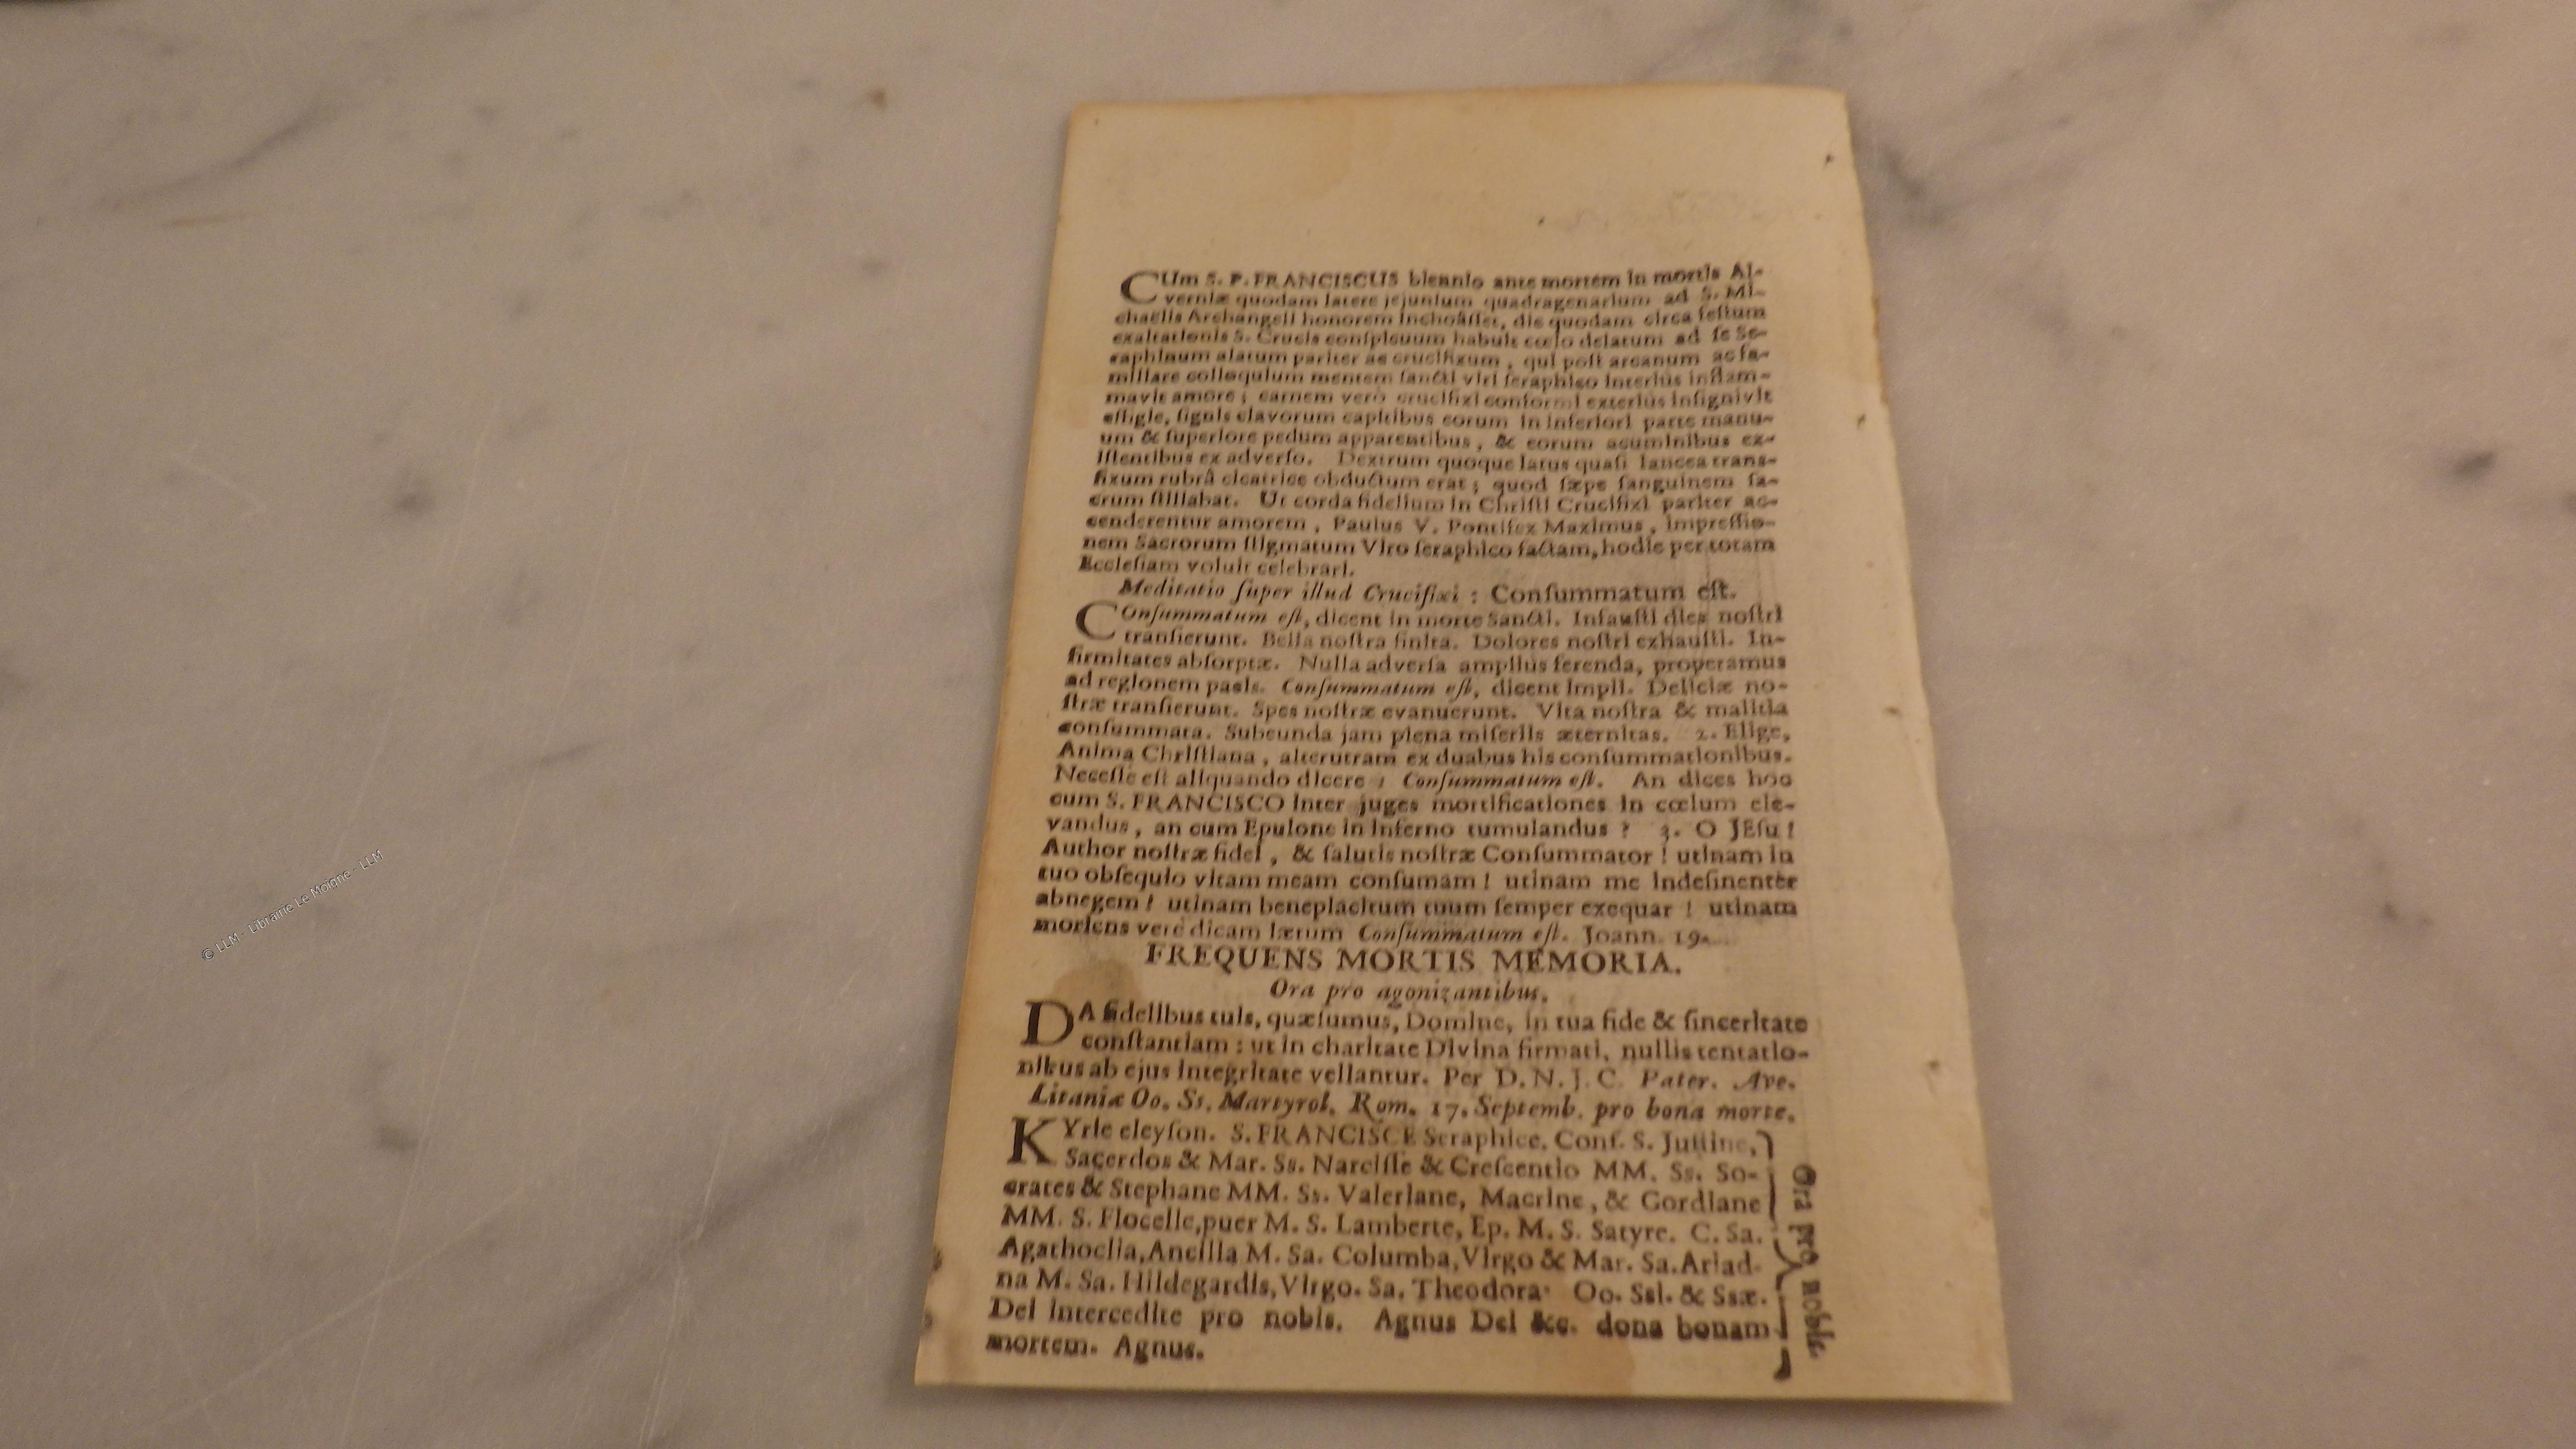 CUm S. P. FRANCISCUS biennio ante mortem in mortis Al-
verniæ quodam latere jejunium quadragenarium ad S. Mi-
chaëlis Archangeli honorem inchoâſſet, die quodam circa feſtum
exaltationis S. Crucis conſpicuum habuit cœlo delatum ad ſe Se-
raphinum alatum pariter ac crucifixum, qui poſt arcanum ac fa-
miliare colloquium mentem ſancti viri ſeraphico interiùs inflam-
mavit amore; carnem verò crucifixi conformi exteriùs inſignivit
effigie, ſignis clavorum capitibus eorum in inferiori parte manu-
um & ſuperiore pedum apparentibus, & eorum acuminibus ex-
iſtentibus ex adverſo. Dextrum quoque latus quaſi lancea trans-
fixum rubrâ cicatrice obductum erat; quod ſæpe ſanguinem ſa-
crum ſtillabat. Ut corda fidelium in Chriſti Crucifixi pariter ac-
cenderentur amorem, Paulus V. Pontifex Maximus, impreſſio-
nem Sacrorum ſtigmatum Viro ſeraphico factam, hodie per totam
Eccleſiam voluit celebrari.
Meditatio ſuper illud Crucifixi: Conſummatum eſt.
COnſummatum eſt, dicent in morte Sancti. Infauſti dies noſtri
tranſierunt. Bella noſtra finita. Dolores noſtri exhauſti. In-
firmitates abſorptæ. Nulla adverſa ampliùs ferenda, properamus
ad regionem pacis. Conſummatum eſt, dicent impii. Deliciæ no-
ſtræ tranſierunt. Spes noſtræ evanuerunt. Vita noſtra & malitia
conſummata. Subeunda jam plena miſeriis æternitas. 2. Elige,
Anima Chriſtiana, alterutram ex duabus his conſummationibus.
Neceſſe eſt aliquando dicere; Conſummatum eſt. An dices hoc
cum S. FRANCISCO inter juges mortificationes in cœlum ele-
vandus, an cum Epulone in Inferno tumulandus? 3. O JEſu!
Author noſtræ fidei, & ſalutis noſtræ Conſummator! utinam in
tuo obſequio vitam meam conſumam! utinam me indeſinenter
abnegem! utinam beneplacitum tuum ſemper exequar! utinam
moriens verè dicam lætum Conſummatum eſt. Joann. 19.
FREQUENS MORTIS MEMORIA.
Ora pro agonizantibus.
DA fidelibus tuis, quæſumus, Domine, in tua fide & ſinceritate
conſtantiam: ut in charitate Divina firmati, nullis tentatio-
nibus ab ejus integritate vellantur. Per D. N. J. C. Pater. Ave.
Litaniæ Oo. Ss. Martyrol. Rom. 17. Septemb. pro bona morte.
KYrie eleyſon. S. FRANCISCE Seraphice. Conf. S. Juſtine,
Sacerdos & Mar. Ss. Narciſſe & Creſcentio MM. Ss. So-
crates & Stephane MM. Ss. Valeriane, Macrine, & Gordiane
MM. S. Flocelle, puer M. S. Lamberte, Ep. M. S. Satyre. C. Sa.
Agathoclia, Ancilla M. Sa. Columba, Virgo & Mar. Sa. Ariad-
na M. Sa. Hildegardis, Virgo. Sa. Theodora. Oo. Ssi. & Ssæ.
Dei intercedite pro nobis. Agnus Dei &c. dona bonam
mortem. Agnus.
Ora pro nobis.
© LLM - Librairie Le Moigne - LLM